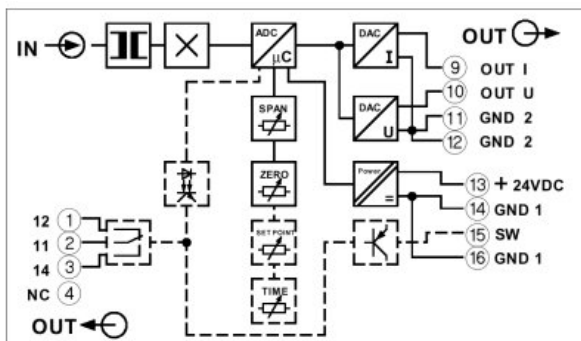 IN
ADC
µC
DAC
I
OUT
9 OUT I
10 OUT U
DAC
U
11 GND 2
12 GND 2
SPAN
ZERO
Power
=
13 + 24VDC
14 GND 1
12 1
11 2
14 3
NC 4
SET POINT
15 SW
16 GND 1
TIME
OUT